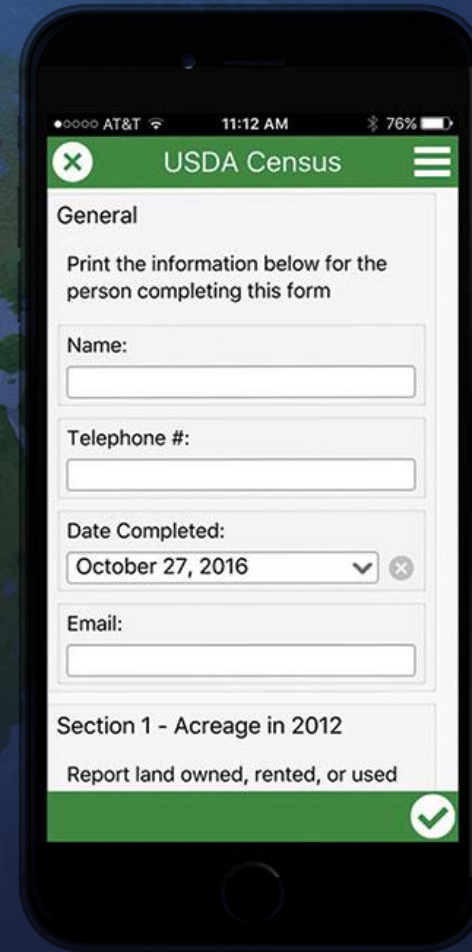 AT&T 11:12 AM 76%
USDA Census
General
Print the information below for the
person completing this form
Name:
Telephone #:
Date Completed:
October 27, 2016
Email:
Section 1 - Acreage in 2012
Report land owned, rented, or used